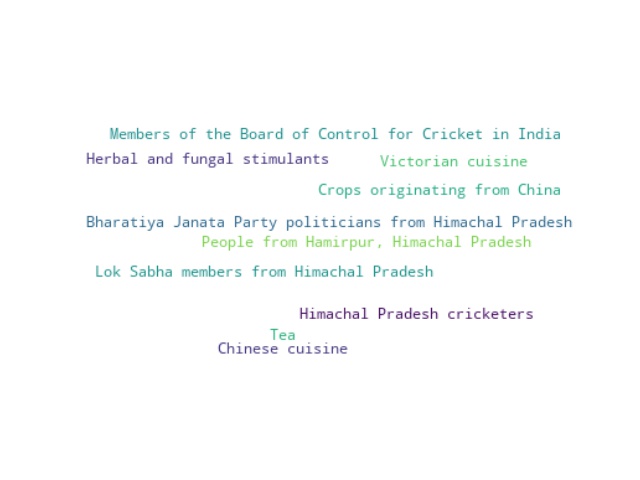 Members of the Board of Control for Cricket in India
Herbal and fungal stimulants
Victorian cuisine
Crops originating from China
Bharatiya Janata Party politicians from Himachal Pradesh
People from Hamirpur, Himachal Pradesh
Lok Sabha members from Himachal Pradesh
Himachal Pradesh cricketers
Tea
Chinese cuisine